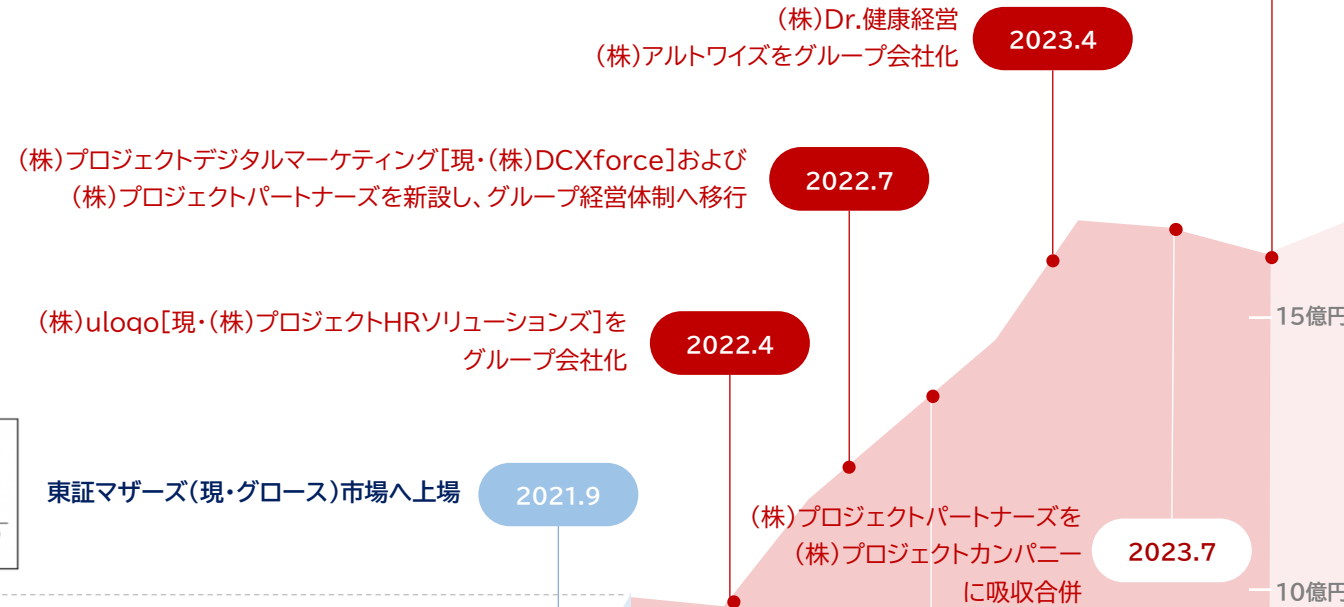 (株)Dr.健康経営
(株)アルトワイズをグループ会社化
2023.4
(株)プロジェクトデジタルマーケティング[現・(株)DCXforce]および
(株)プロジェクトパートナーズを新設し、グループ経営体制へ移行
2022.7
15億円
(株)uloqo[現・(株)プロジェクトHRソリューションズ]を
グループ会社化
2022.4
東証マザーズ(現・グロース)市場へ上場
2021.9
(株)プロジェクトパートナーズを
(株)プロジェクトカンパニー
に吸収合併
2023.7
10億円